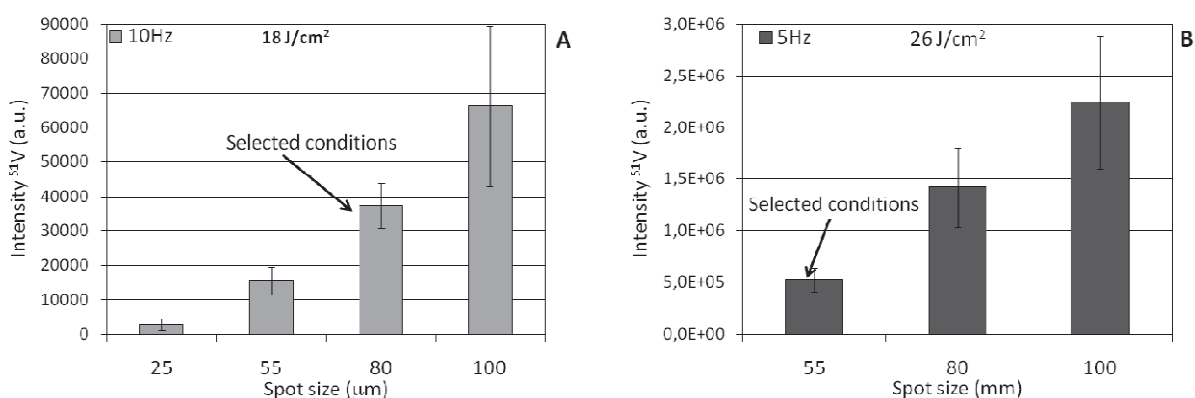 10Hz 18 J/cm² A
90000
80000
70000
60000
50000
40000
30000
20000
10000
0
Intensity ⁵¹V (a.u.)
Selected conditions
25 55 80 100
Spot size (um)
5Hz 26 J/cm² B
3,0E+06
2,5E+06
2,0E+06
1,5E+06
1,0E+06
5,0E+05
0,0E+00
Intensity ⁵¹V (a.u.)
Selected conditions
55 80 100
Spot size (mm)